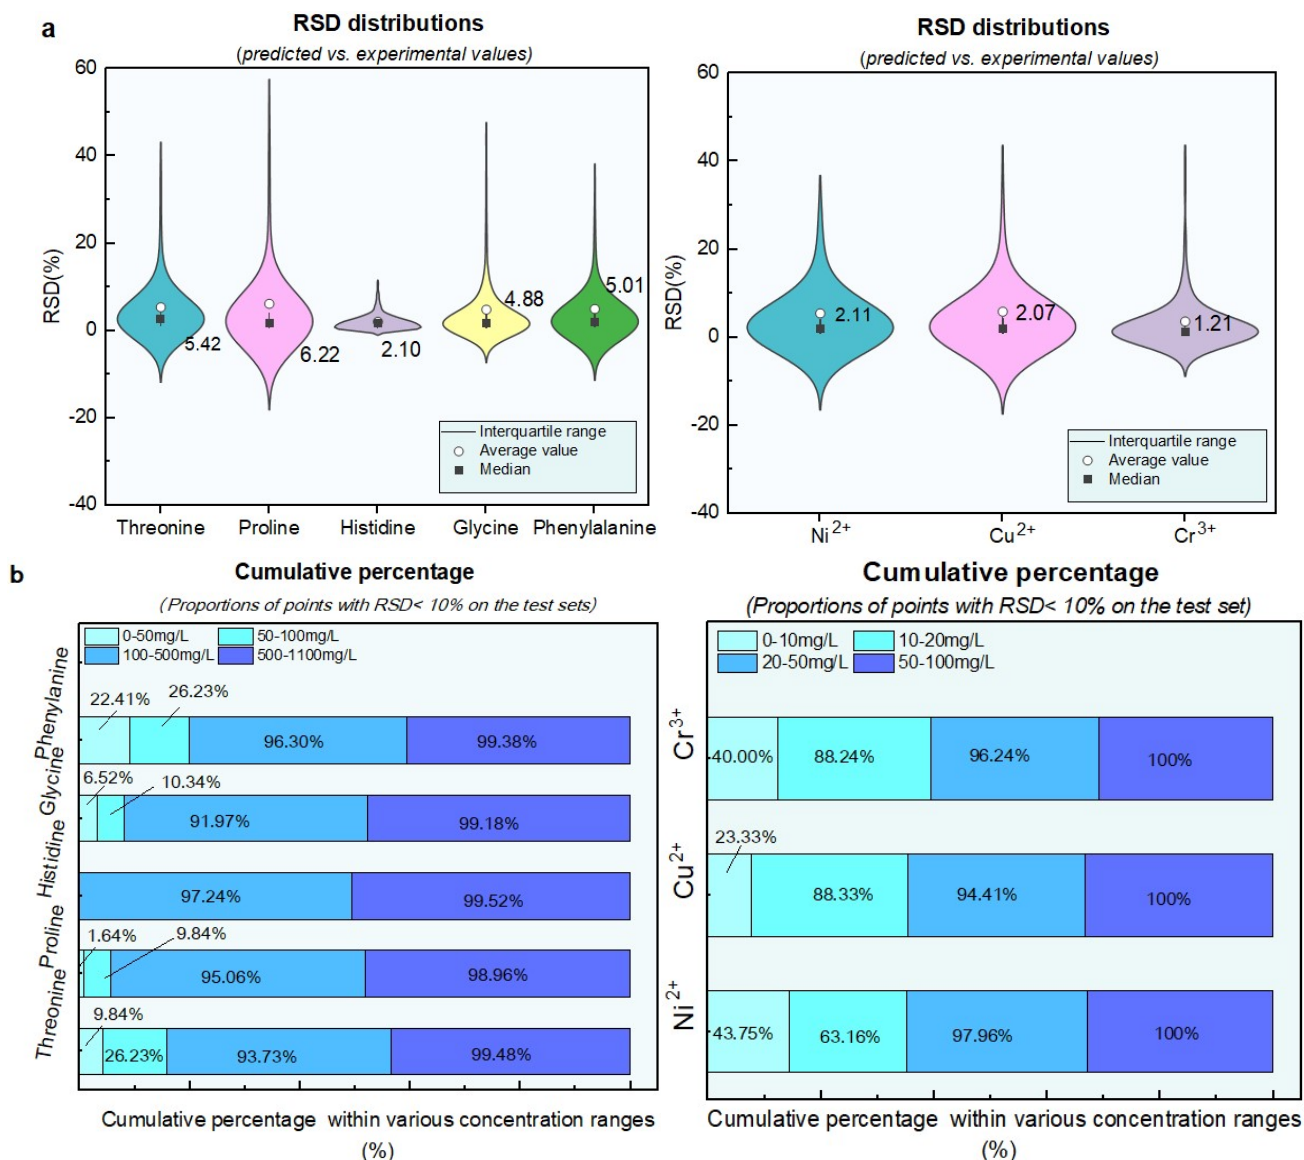 a
RSD distributions
(predicted vs. experimental values)
RSD(%)
60
40
20
0
-20
-40
5.42
6.22
2.10
4.88
5.01
Interquartile range
Average value
Median
Threonine Proline Histidine Glycine Phenylalanine
RSD distributions
(predicted vs. experimental values)
RSD(%)
60
40
20
0
-20
-40
2.11
2.07
1.21
Interquartile range
Average value
Median
Ni²⁺ Cu²⁺ Cr³⁺
b
Cumulative percentage
(Proportions of points with RSD< 10% on the test sets)
0-50mg/L 50-100mg/L
100-500mg/L 500-1100mg/L
Phenylanine
22.41% 26.23% 96.30% 99.38%
Glycine
6.52% 10.34% 91.97% 99.18%
Histidine
97.24% 99.52%
Proline
1.64% 9.84% 95.06% 98.96%
Threonine
9.84% 26.23% 93.73% 99.48%
Cumulative percentage within various concentration ranges
(%)
Cumulative percentage
(Proportions of points with RSD< 10% on the test set)
0-10mg/L 10-20mg/L
20-50mg/L 50-100mg/L
Cr³⁺
40.00% 88.24% 96.24% 100%
Cu²⁺
23.33% 88.33% 94.41% 100%
Ni²⁺
43.75% 63.16% 97.96% 100%
Cumulative percentage within various concentration ranges
(%)